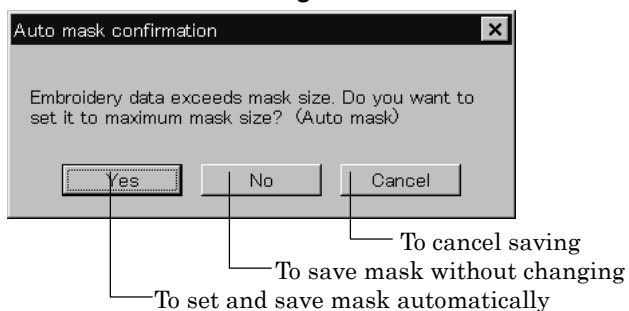 Auto mask confirmation
Embroidery data exceeds mask size. Do you want to
set it to maximum mask size? (Auto mask)
Yes No Cancel
To cancel saving
To save mask without changing
To set and save mask automatically